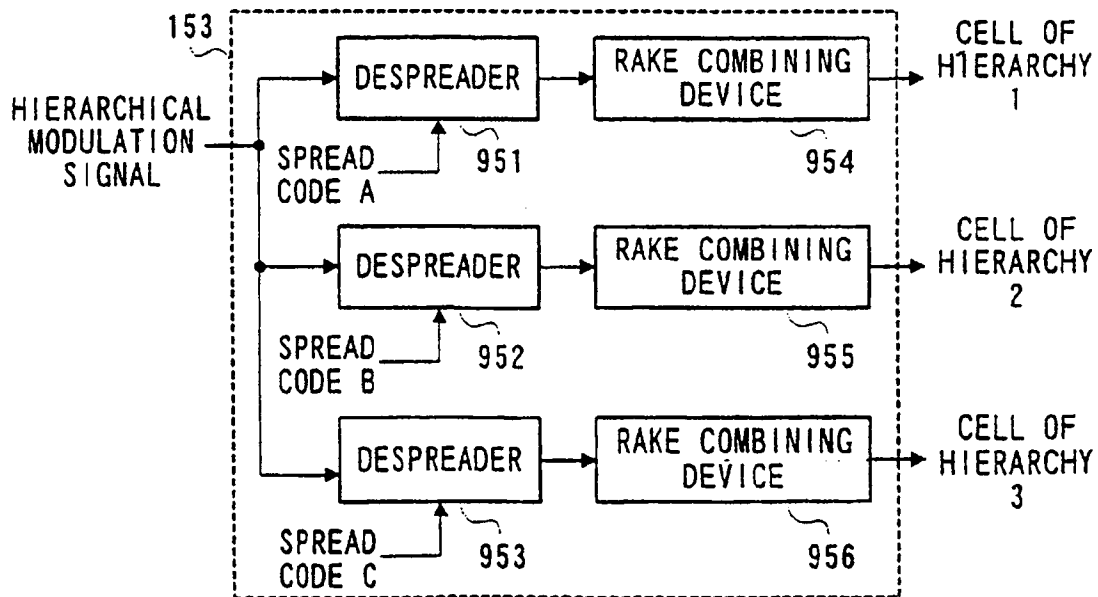 153
HIERARCHICAL
MODULATION
SIGNAL
DESPREADER
951
SPREAD
CODE A
RAKE COMBINING
DEVICE
954
CELL OF
HIERARCHY
1
DESPREADER
952
SPREAD
CODE B
RAKE COMBINING
DEVICE
955
CELL OF
HIERARCHY
2
DESPREADER
953
SPREAD
CODE C
RAKE COMBINING
DEVICE
956
CELL OF
HIERARCHY
3